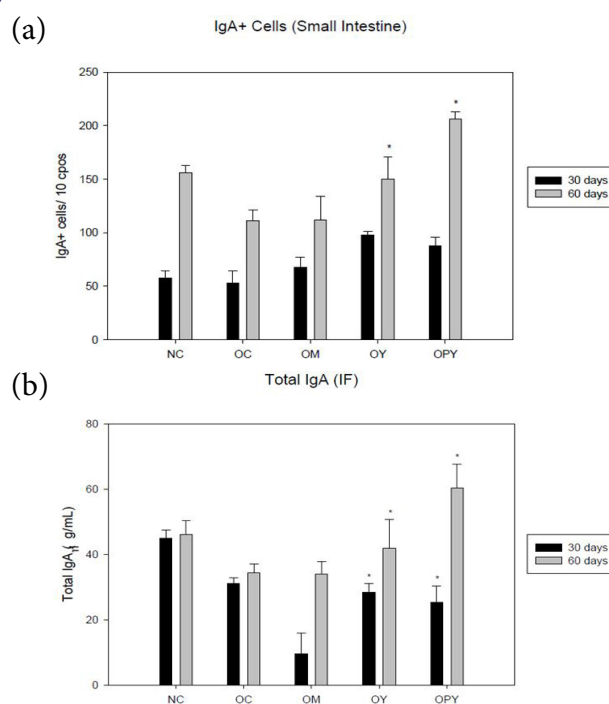 (a)
IgA+ Cells (Small Intestine)
250
200
150
100
50
0
IgA+ cells/ 10 cpos
*
*
NC OC OM OY OPY
30 days
60 days
(b)
Total IgA (IF)
80
60
40
20
0
Total IgA g/mL)
*
*
*
*
NC OC OM OY OPY
30 days
60 days